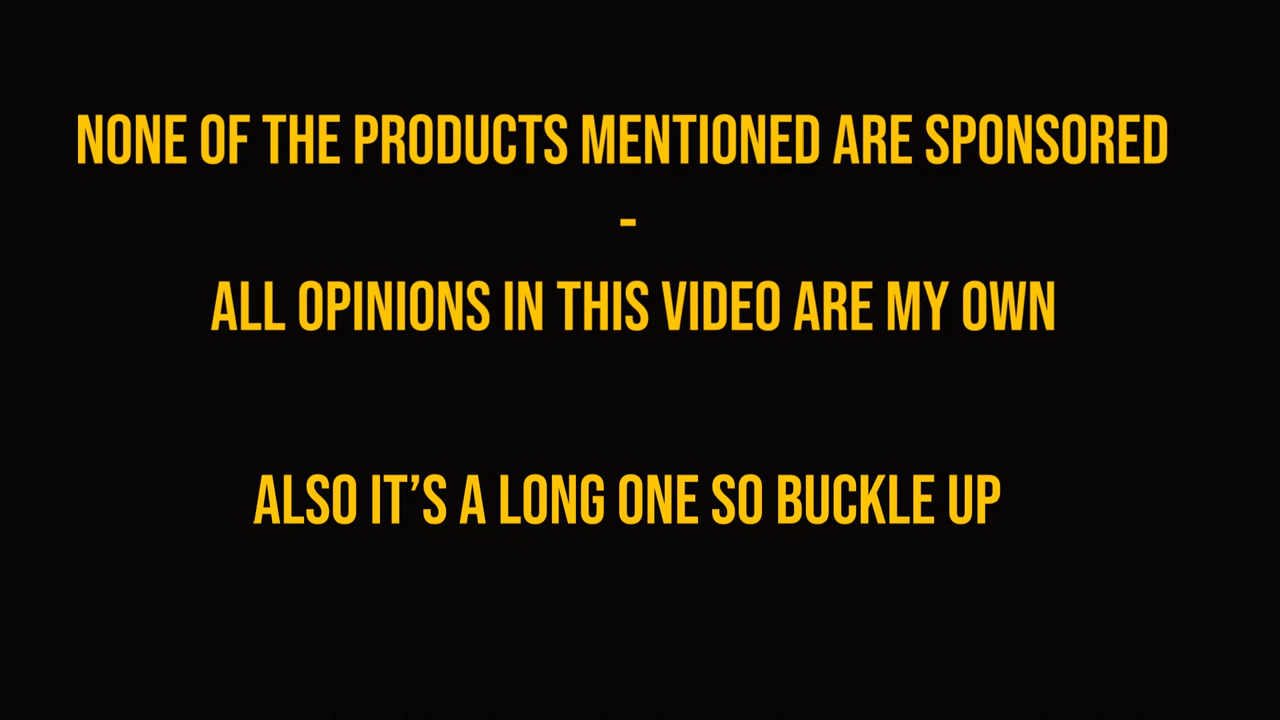 NONE OF THE PRODUCTS MENTIONED ARE SPONSORED
-
ALL OPINIONS IN THIS VIDEO ARE MY OWN
ALSO IT’S A LONG ONE SO BUCKLE UP